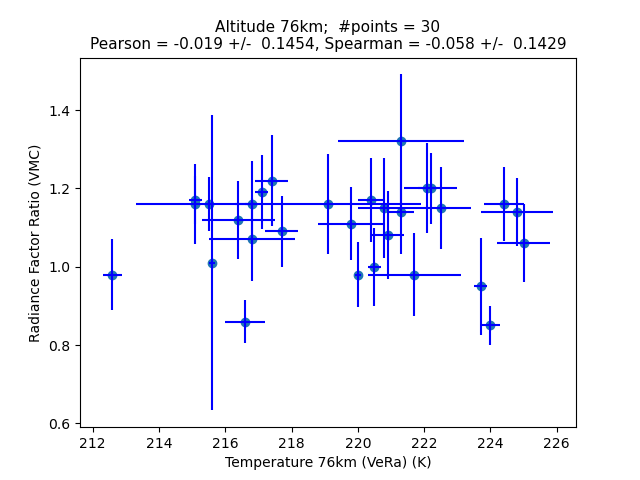 Altitude 76km;  #points = 30
Pearson = -0.019 +/-  0.1454, Spearman = -0.058 +/-  0.1429
Radiance Factor Ratio (VMC)
1.4
1.2
1.0
0.8
0.6
212 214 216 218 220 222 224 226
Temperature 76km (VeRa) (K)